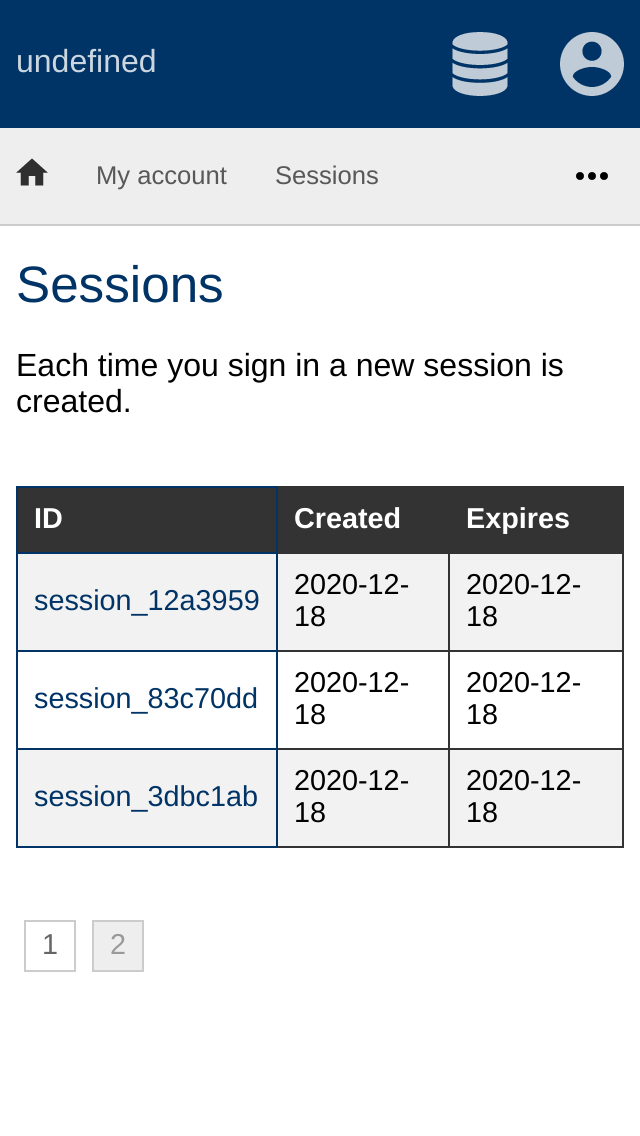 undefined
My account Sessions
Sessions
Each time you sign in a new session is
created.
ID Created Expires
session_12a3959 2020-12- 2020-12-
18 18
session_83c70dd 2020-12- 2020-12-
18 18
session_3dbc1ab 2020-12- 2020-12-
18 18
1 2